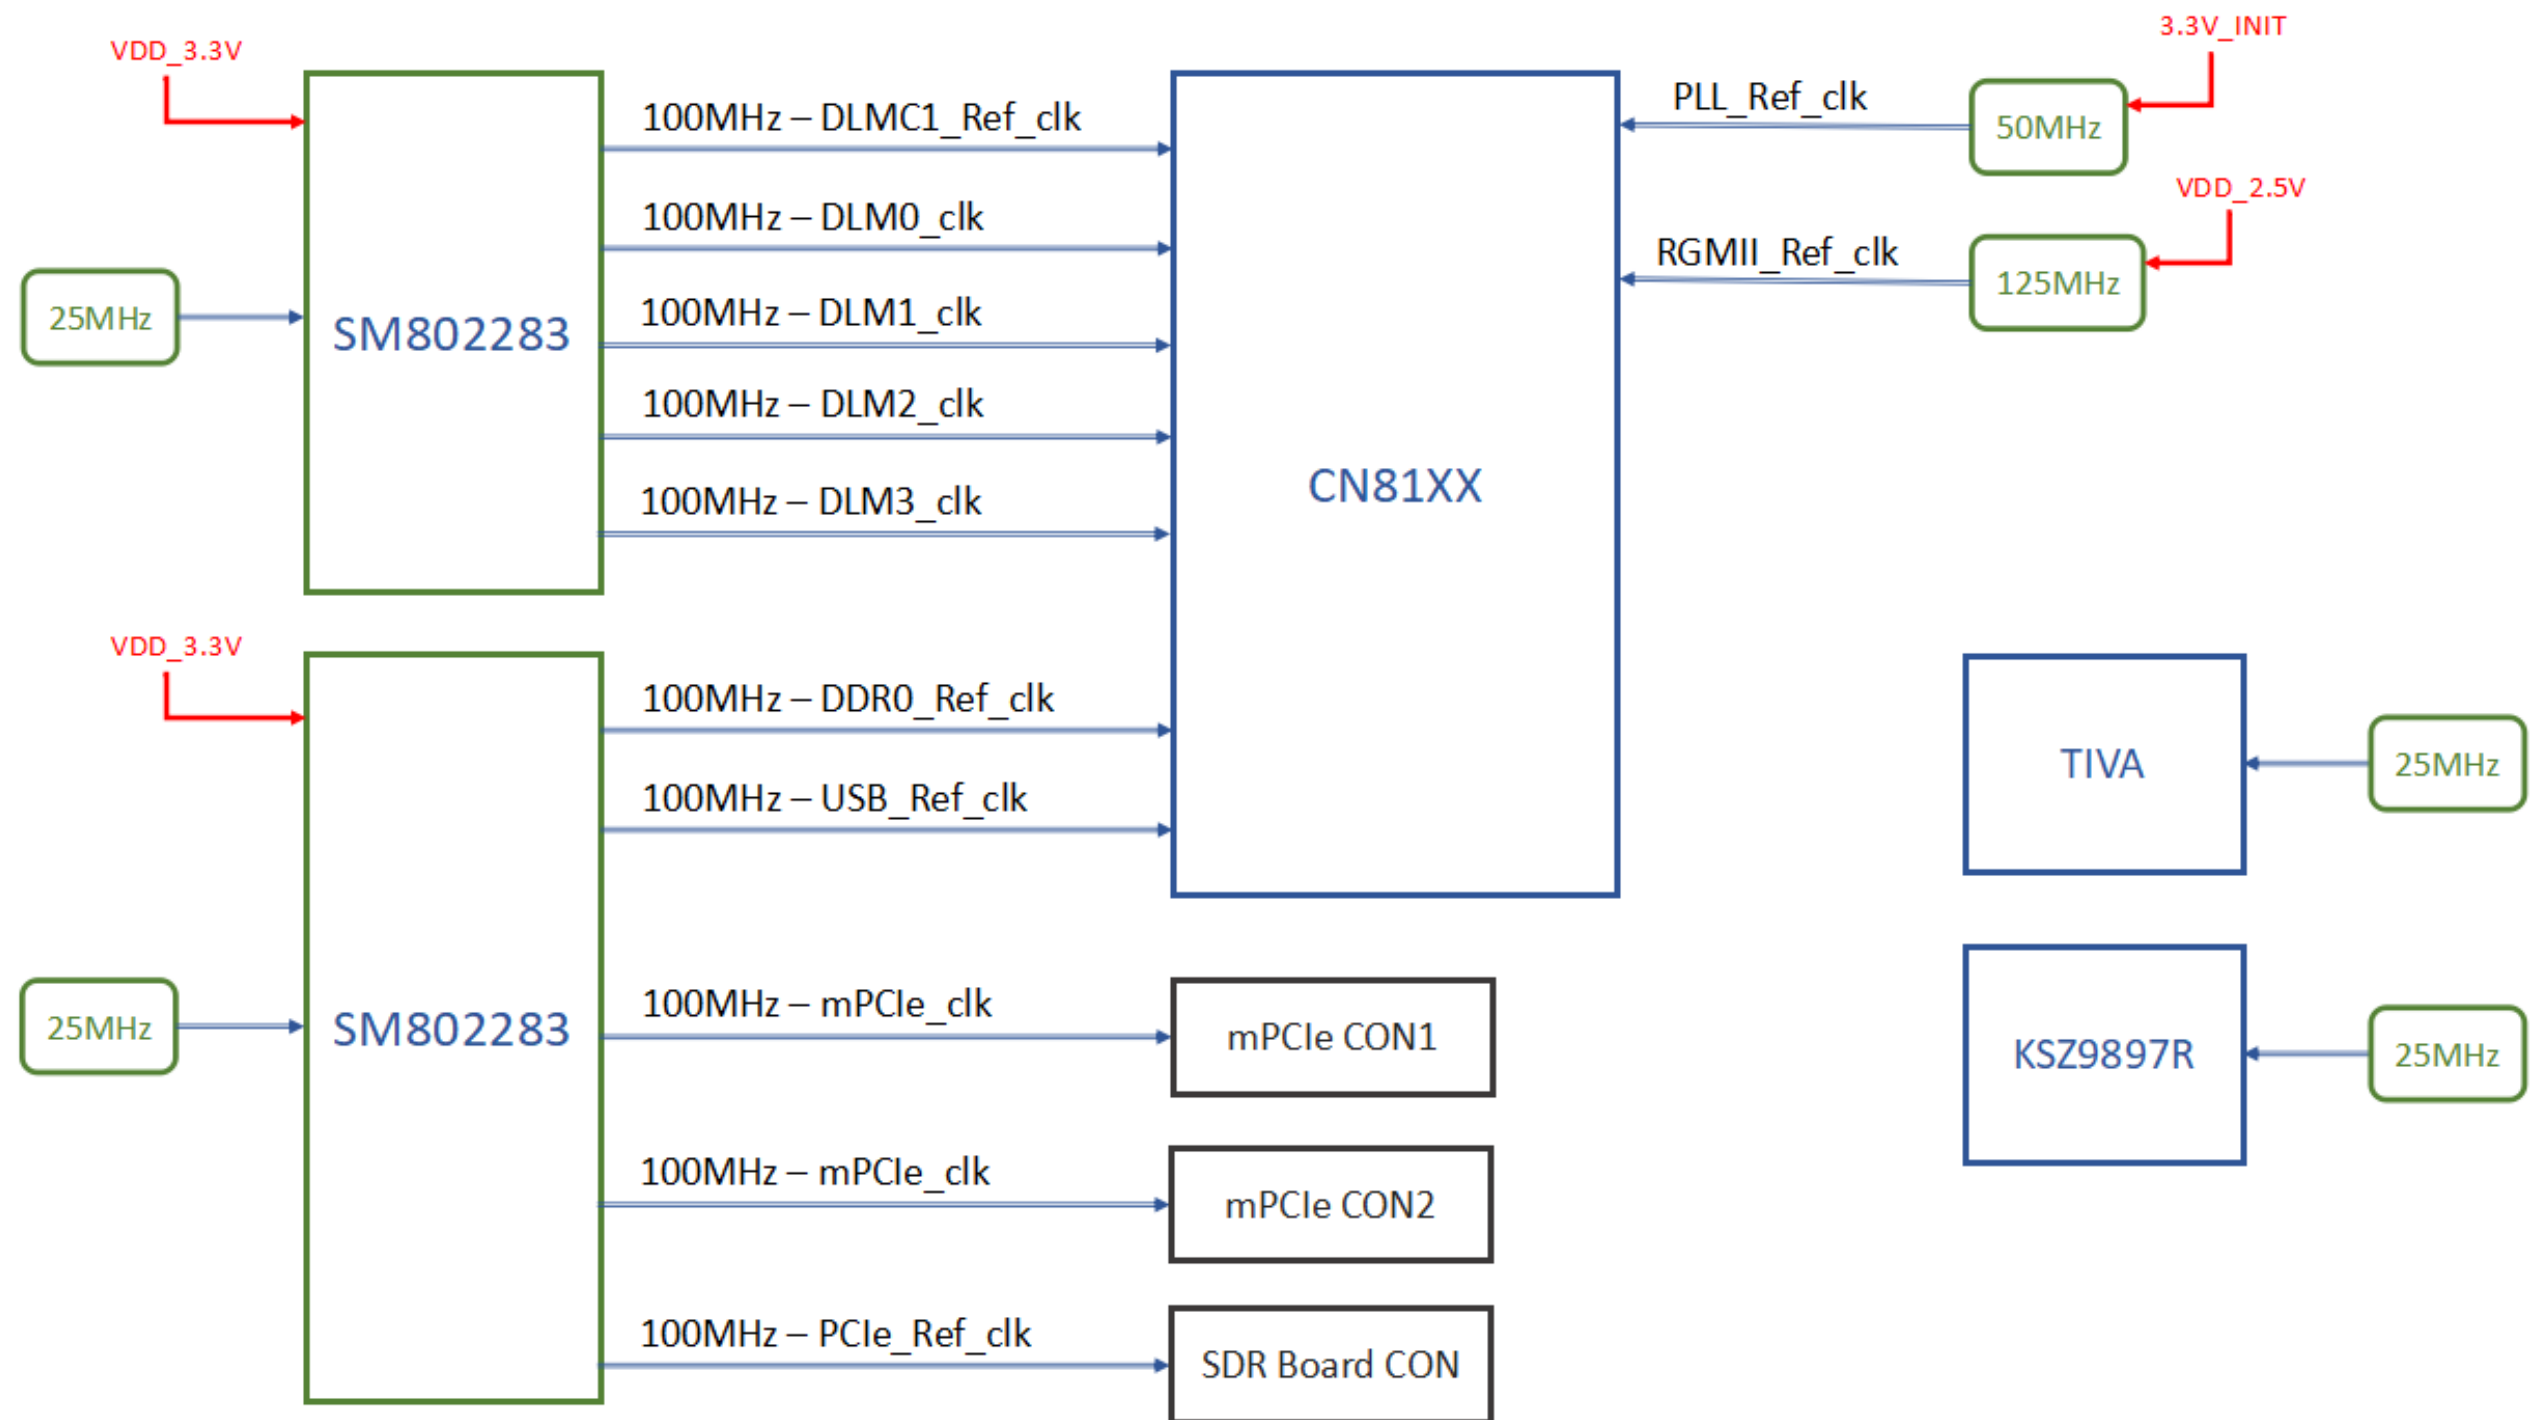 3.3V_INIT
VDD_3.3V
100MHz – DLMC1_Ref_clk
PLL_Ref_clk
50MHz
VDD_2.5V
100MHz – DLM0_clk
RGMII_Ref_clk
125MHz
25MHz
SM802283
100MHz – DLM1_clk
100MHz – DLM2_clk
CN81XX
100MHz – DLM3_clk
VDD_3.3V
100MHz – DDR0_Ref_clk
TIVA
25MHz
100MHz – USB_Ref_clk
25MHz
SM802283
100MHz – mPCIe_clk
mPCIe CON1
KSZ9897R
25MHz
100MHz – mPCIe_clk
mPCIe CON2
100MHz – PCIe_Ref_clk
SDR Board CON